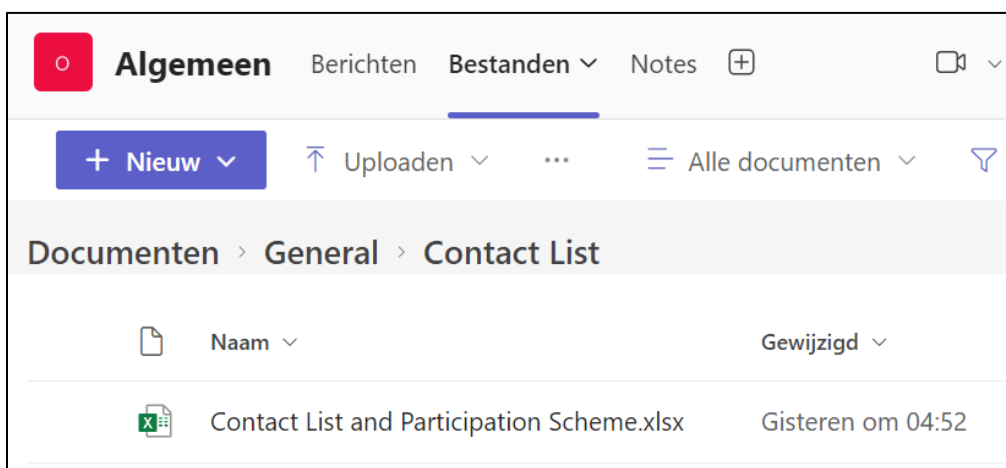 O Algemeen Berichten Bestanden Notes
+ Nieuw Uploaden ... Alle documenten
Documenten > General > Contact List
Naam Gewijzigd
Contact List and Participation Scheme.xlsx Gisteren om 04:52